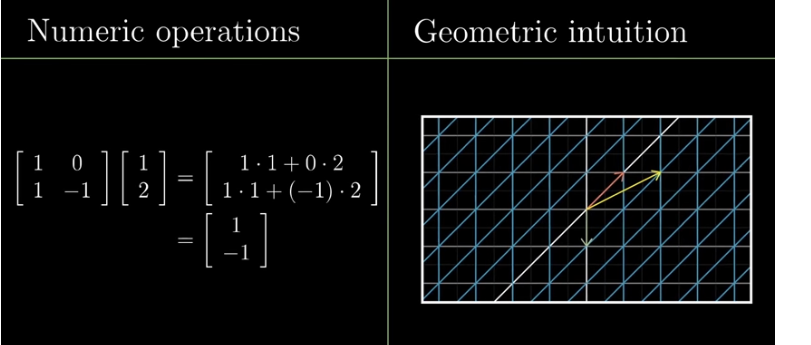 Numeric operations
Geometric intuition
[ 1 0 ] [ 1 ] = [ 1 · 1 + 0 · 2 ]
[ 1 −1 ] [ 2 ] [ 1 · 1 + (−1) · 2 ]
= [ 1 ]
[ −1 ]